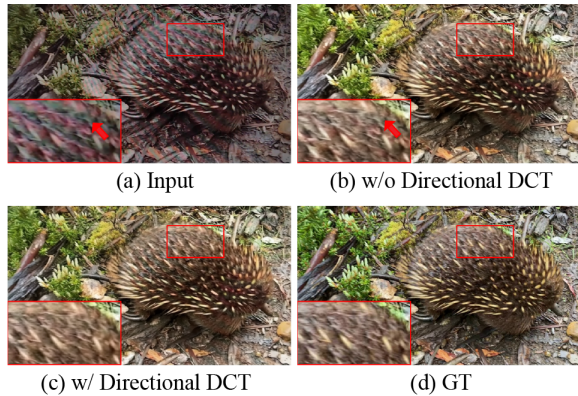 (a) Input
(b) w/o Directional DCT
(c) w/ Directional DCT
(d) GT